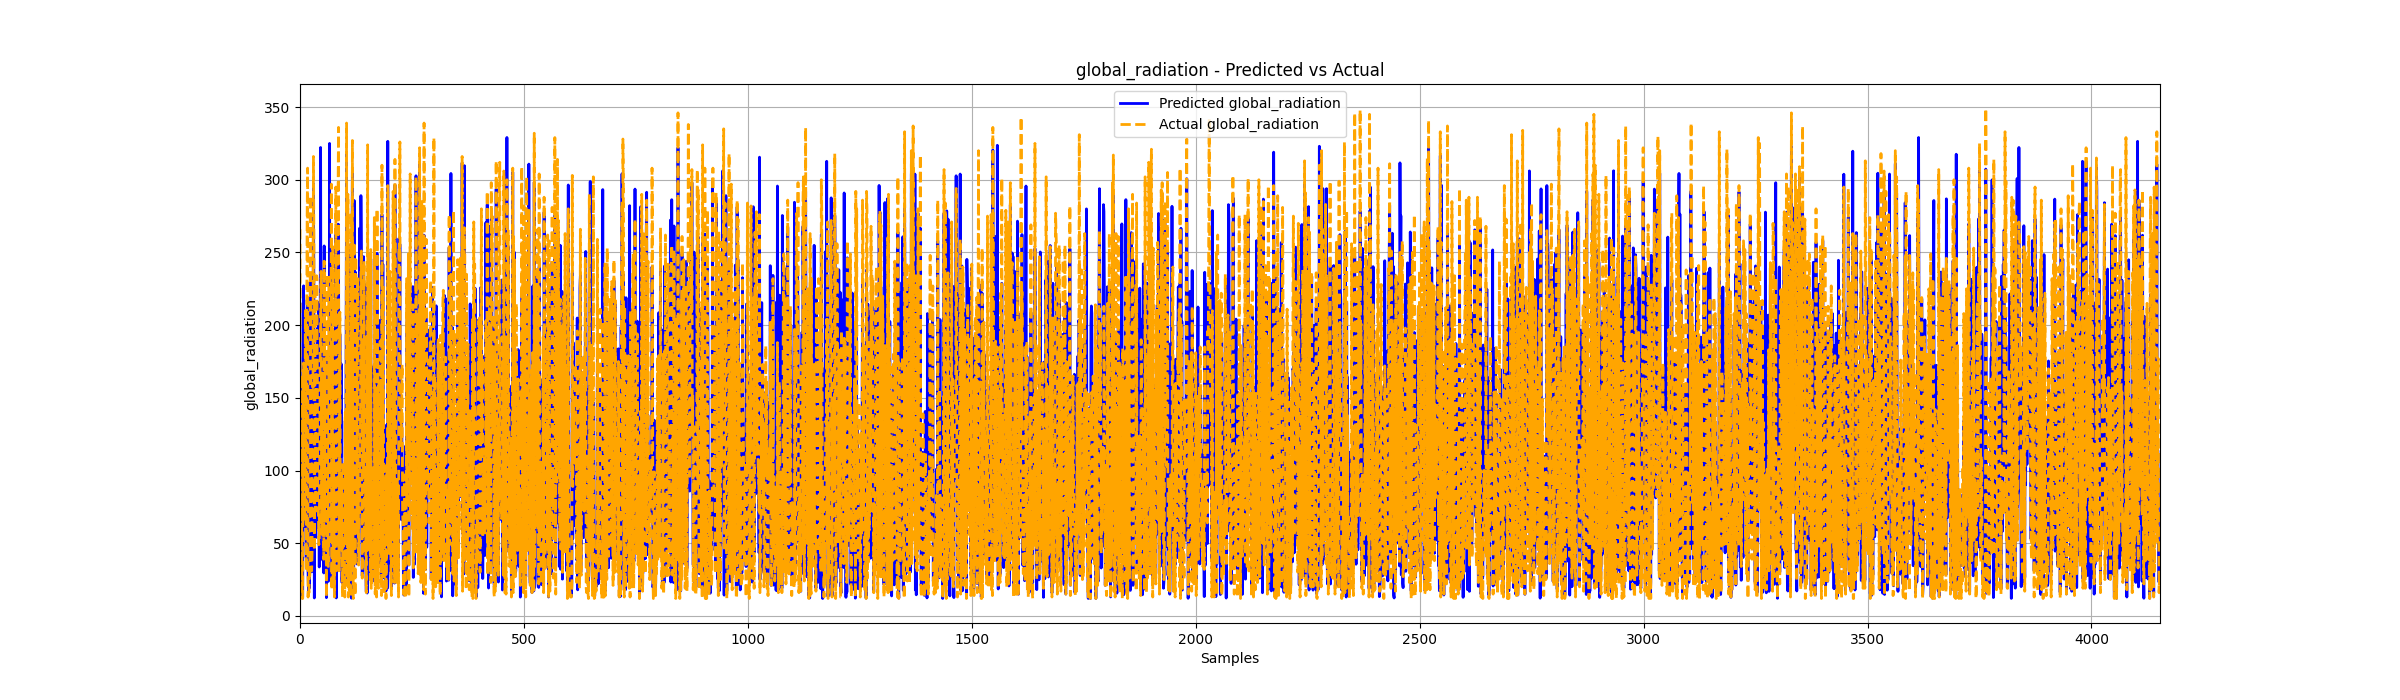 global_radiation - Predicted vs Actual
Predicted global_radiation
Actual global_radiation
global_radiation
350
300
250
200
150
100
50
0
0 500 1000 1500 2000 2500 3000 3500 4000
Samples